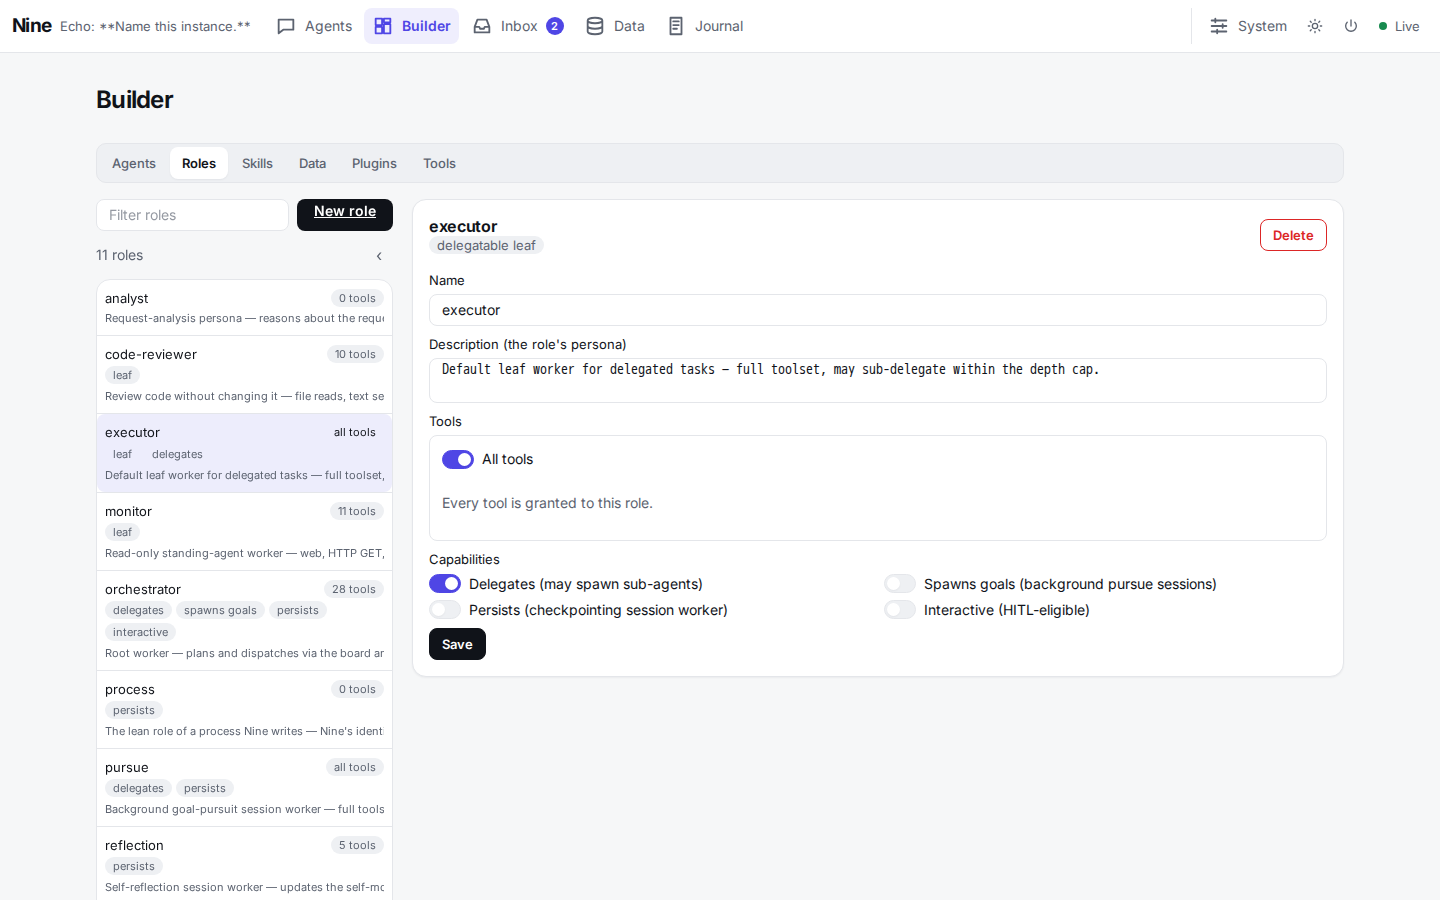 Nine Echo: **Name this instance.** Agents Builder Inbox 2 Data Journal System Live
Builder
Agents Roles Skills Data Plugins Tools
Filter roles New role
11 roles
analyst 0 tools
Request-analysis persona — reasons about the requ
code-reviewer 10 tools
leaf
Review code without changing it — file reads, text se
executor all tools
leaf delegates
Default leaf worker for delegated tasks — full toolset,
monitor 11 tools
leaf
Read-only standing-agent worker — web, HTTP GET,
orchestrator 28 tools
delegates spawns goals persists
interactive
Root worker — plans and dispatches via the board ar
process 0 tools
persists
The lean role of a process Nine writes — Nine's ident
pursue all tools
delegates persists
Background goal-pursuit session worker — full tools
reflection 5 tools
persists
Self-reflection session worker — updates the self-mo
executor
delegatable leaf
Delete
Name
executor
Description (the role's persona)
Default leaf worker for delegated tasks — full toolset, may sub-delegate within the depth cap.
Tools
All tools
Every tool is granted to this role.
Capabilities
Delegates (may spawn sub-agents) Spawns goals (background pursue sessions)
Persists (checkpointing session worker) Interactive (HITL-eligible)
Save